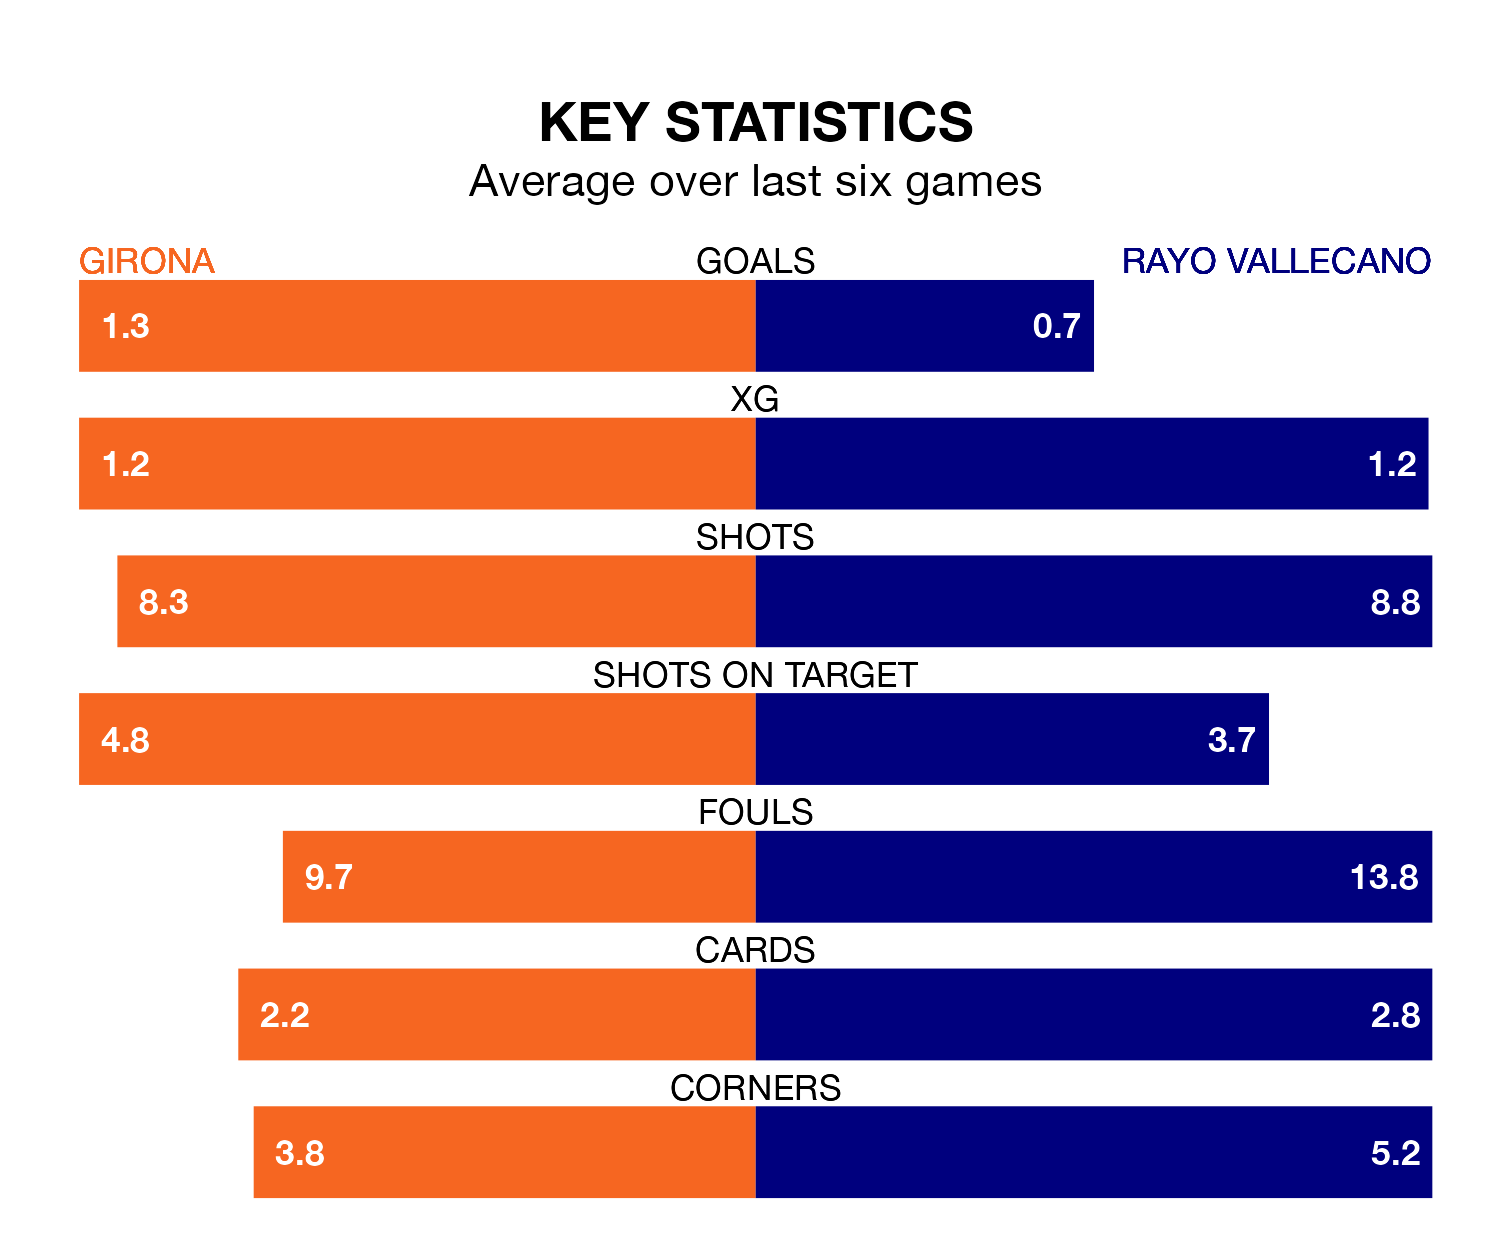 KEY STATISTICS
Average over last six games
GIRONA GOALS RAYO VALLECANO
1.3 0.7
XG
1.2 1.2
SHOTS
8.3 8.8
SHOTS ON TARGET
4.8 3.7
FOULS
9.7 13.8
CARDS
2.2 2.8
CORNERS
3.8 5.2